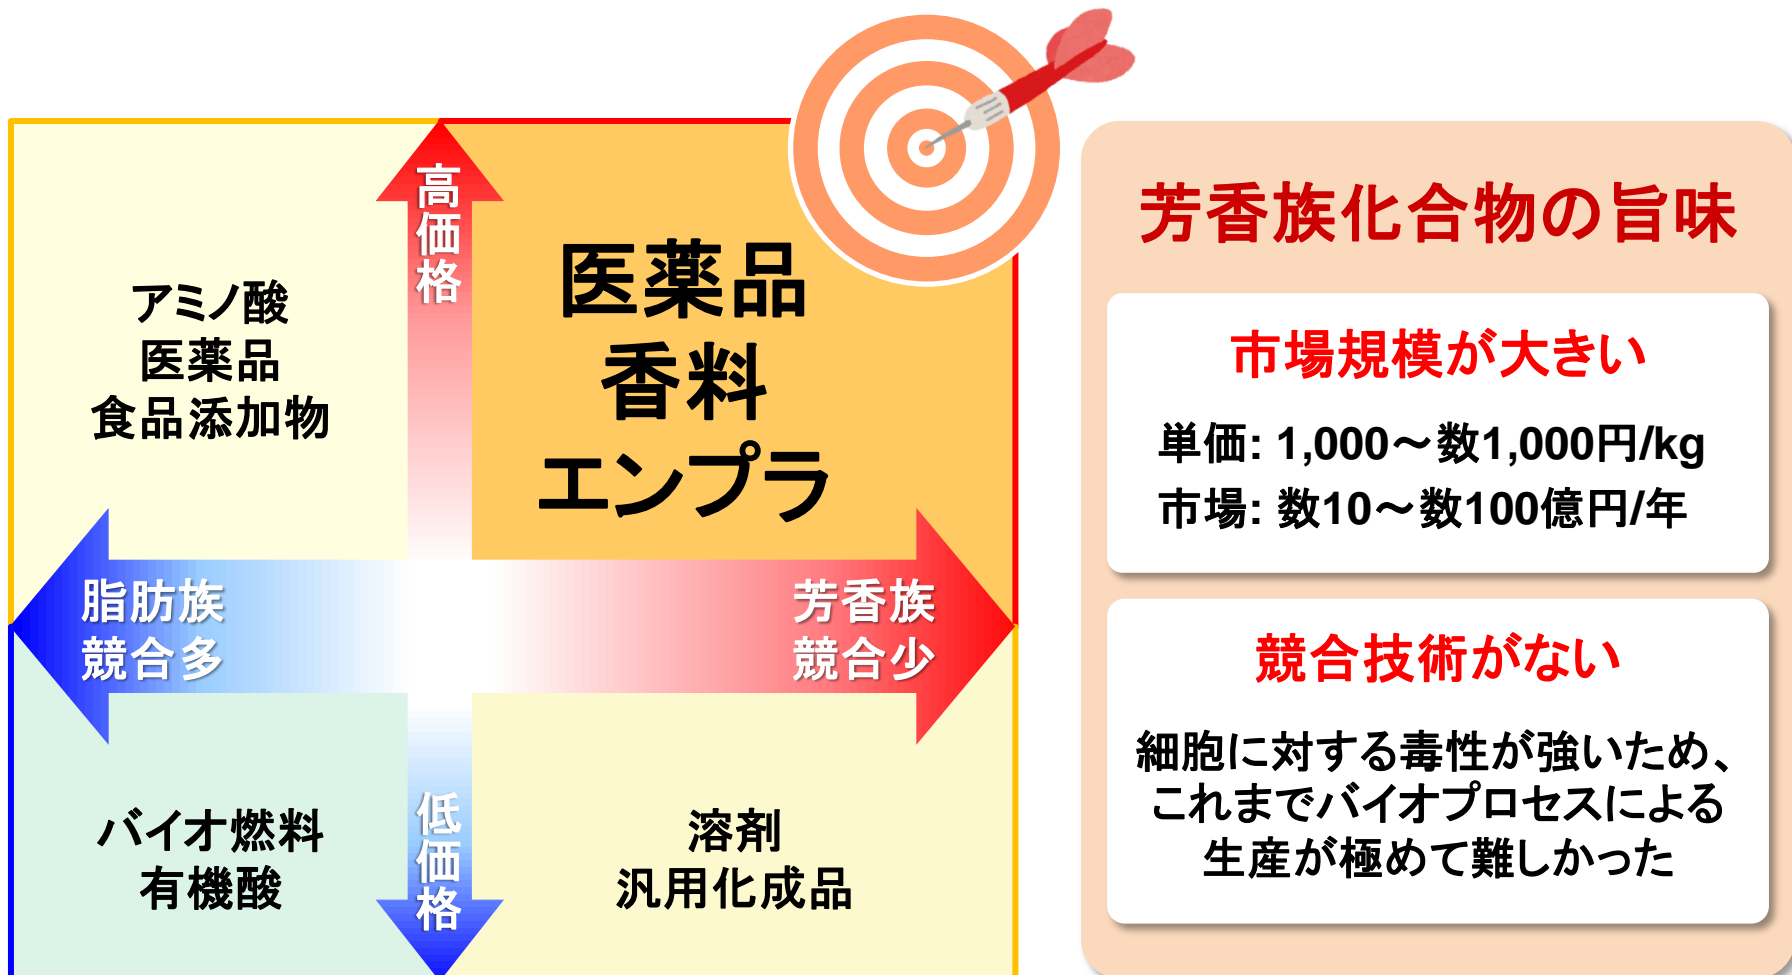 高価格
アミノ酸
医薬品
食品添加物
医薬品
香料
エンプラ
脂肪族
競合多
芳香族
競合少
バイオ燃料
有機酸
低価格
溶剤
汎用化成品
芳香族化合物の旨味
市場規模が大きい
単価: 1,000～数1,000円/kg
市場: 数10～数100億円/年
競合技術がない
細胞に対する毒性が強いため、
これまでバイオプロセスによる
生産が極めて難しかった